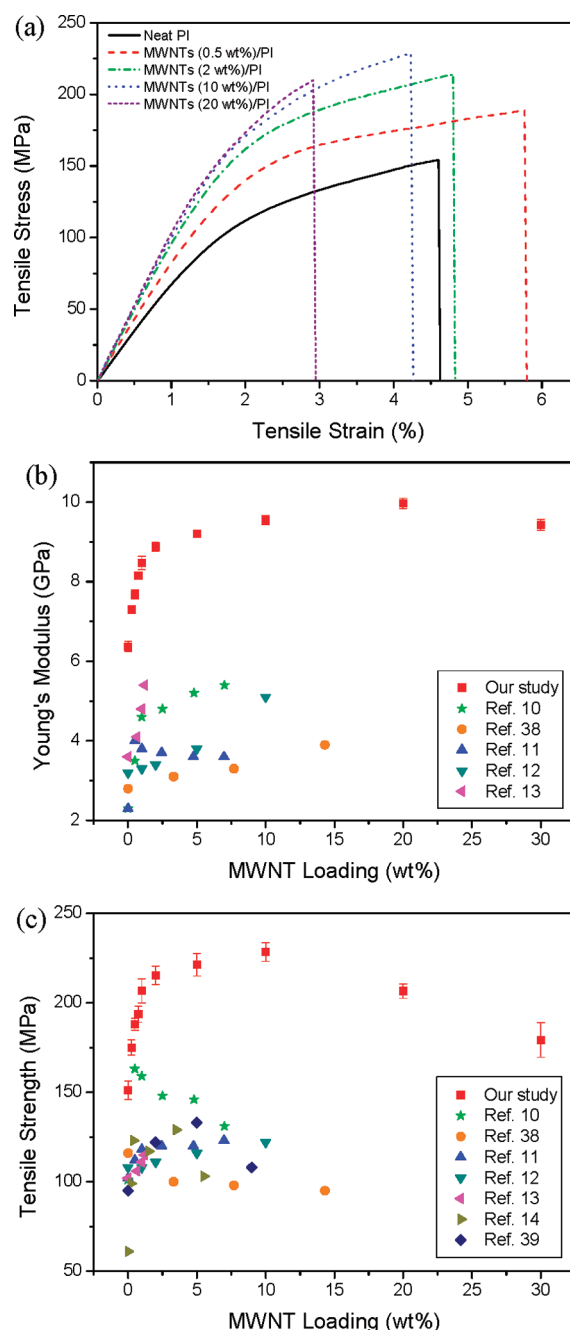 (a)
Neat PI
MWNTs (0.5 wt%)/PI
MWNTs (2 wt%)/PI
MWNTs (10 wt%)/PI
MWNTs (20 wt%)/PI
250
200
150
100
50
0
Tensile Stress (MPa)
0 1 2 3 4 5 6
Tensile Strain (%)
(b)
10
8
6
4
2
Young's Modulus (GPa)
Our study
Ref. 10
Ref. 38
Ref. 11
Ref. 12
Ref. 13
0 5 10 15 20 25 30
MWNT Loading (wt%)
(c)
250
200
150
100
50
Tensile Strength (MPa)
Our study
Ref. 10
Ref. 38
Ref. 11
Ref. 12
Ref. 13
Ref. 14
Ref. 39
0 5 10 15 20 25 30
MWNT Loading (wt%)